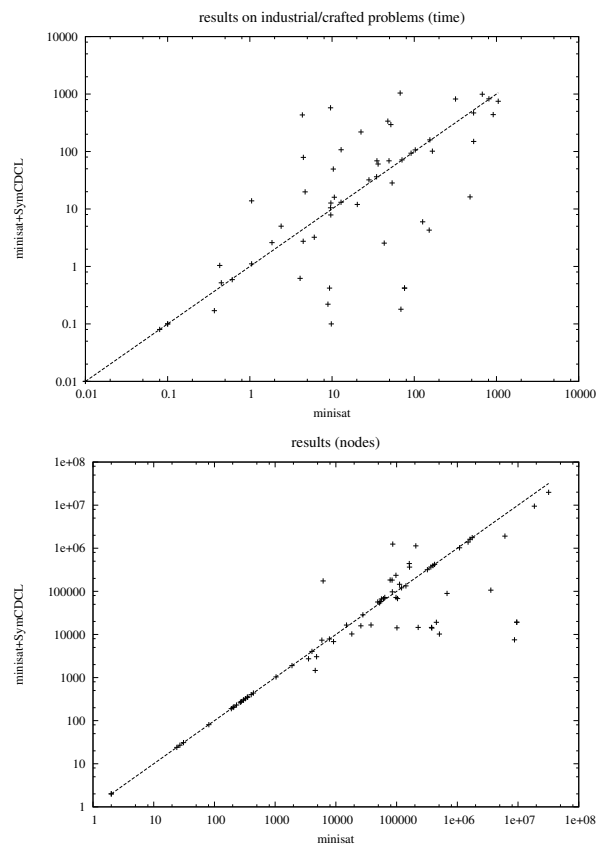 results on industrial/crafted problems (time)
10000
1000
100
10
1
0.1
0.01
minisat+SymCDCL
0.01 0.1 1 10 100 1000 10000
minisat
results (nodes)
1e+08
1e+07
1e+06
100000
10000
1000
100
10
1
minisat+SymCDCL
1 10 100 1000 10000 100000 1e+06 1e+07 1e+08
minisat